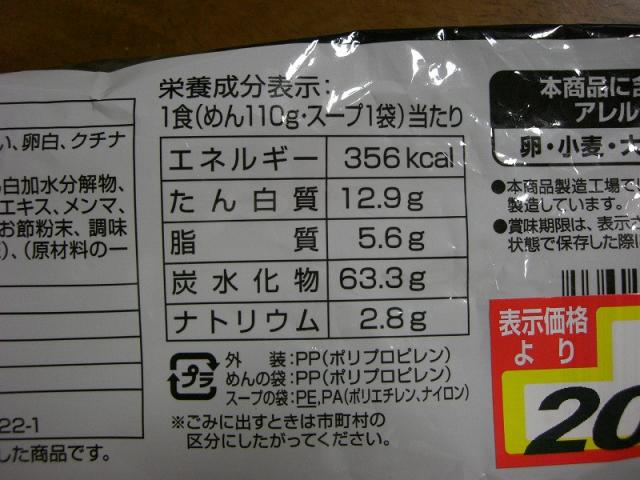 い、卵白、クチナ
白加水分解物、
エキス、メンマ、
お節粉末、調味
)、(原材料の一
22-1
した商品です。
栄養成分表示:
1食(めん110g・スープ1袋)当たり
エネルギー 356kcal
たん白質 12.9g
脂質 5.6g
炭水化物 63.3g
ナトリウム 2.8g
プラ
外装:PP(ポリプロピレン)
めんの袋:PP(ポリプロピレン)
スープの袋:PE,PA(ポリエチレン、ナイロン)
※ごみに出すときは市町村の
区分にしたがってください。
本商品に含
アレル
卵・小麦・大
●本商品製造工場では
製造しています。
●賞味期限は、表示
状態で保存した際に
表示価格
より
20